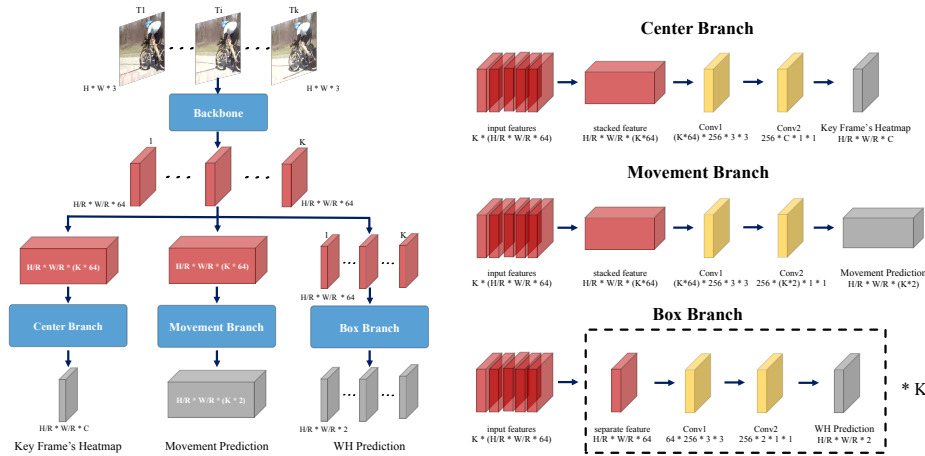 T1
Ti
Tk
H * W * 3
H * W * 3
Backbone
1
K
H/R * W/R * 64
H/R * W/R * 64
H/R * W/R * (K * 64)
H/R * W/R * (K * 64)
1
K
H/R * W/R * 64
Center Branch
Movement Branch
Box Branch
H/R * W/R * (K * 2)
H/R * W/R * C
H/R * W/R * 2
Key Frame's Heatmap
Movement Prediction
WH Prediction
Center Branch
input features
K * (H/R * W/R * 64)
stacked feature
H/R * W/R * (K*64)
Conv1
(K*64) * 256 * 3 * 3
Conv2
256 * C * 1 * 1
Key Frame's Heatmap
H/R * W/R * C
Movement Branch
input features
K * (H/R * W/R * 64)
stacked feature
H/R * W/R * (K*64)
Conv1
(K*64) * 256 * 3 * 3
Conv2
256 * (K*2) * 1 * 1
Movement Prediction
H/R * W/R * (K*2)
Box Branch
input features
K * (H/R * W/R * 64)
separate feature
H/R * W/R * 64
Conv1
64 * 256 * 3 * 3
Conv2
256 * 2 * 1 * 1
WH Prediction
H/R * W/R * 2
* K